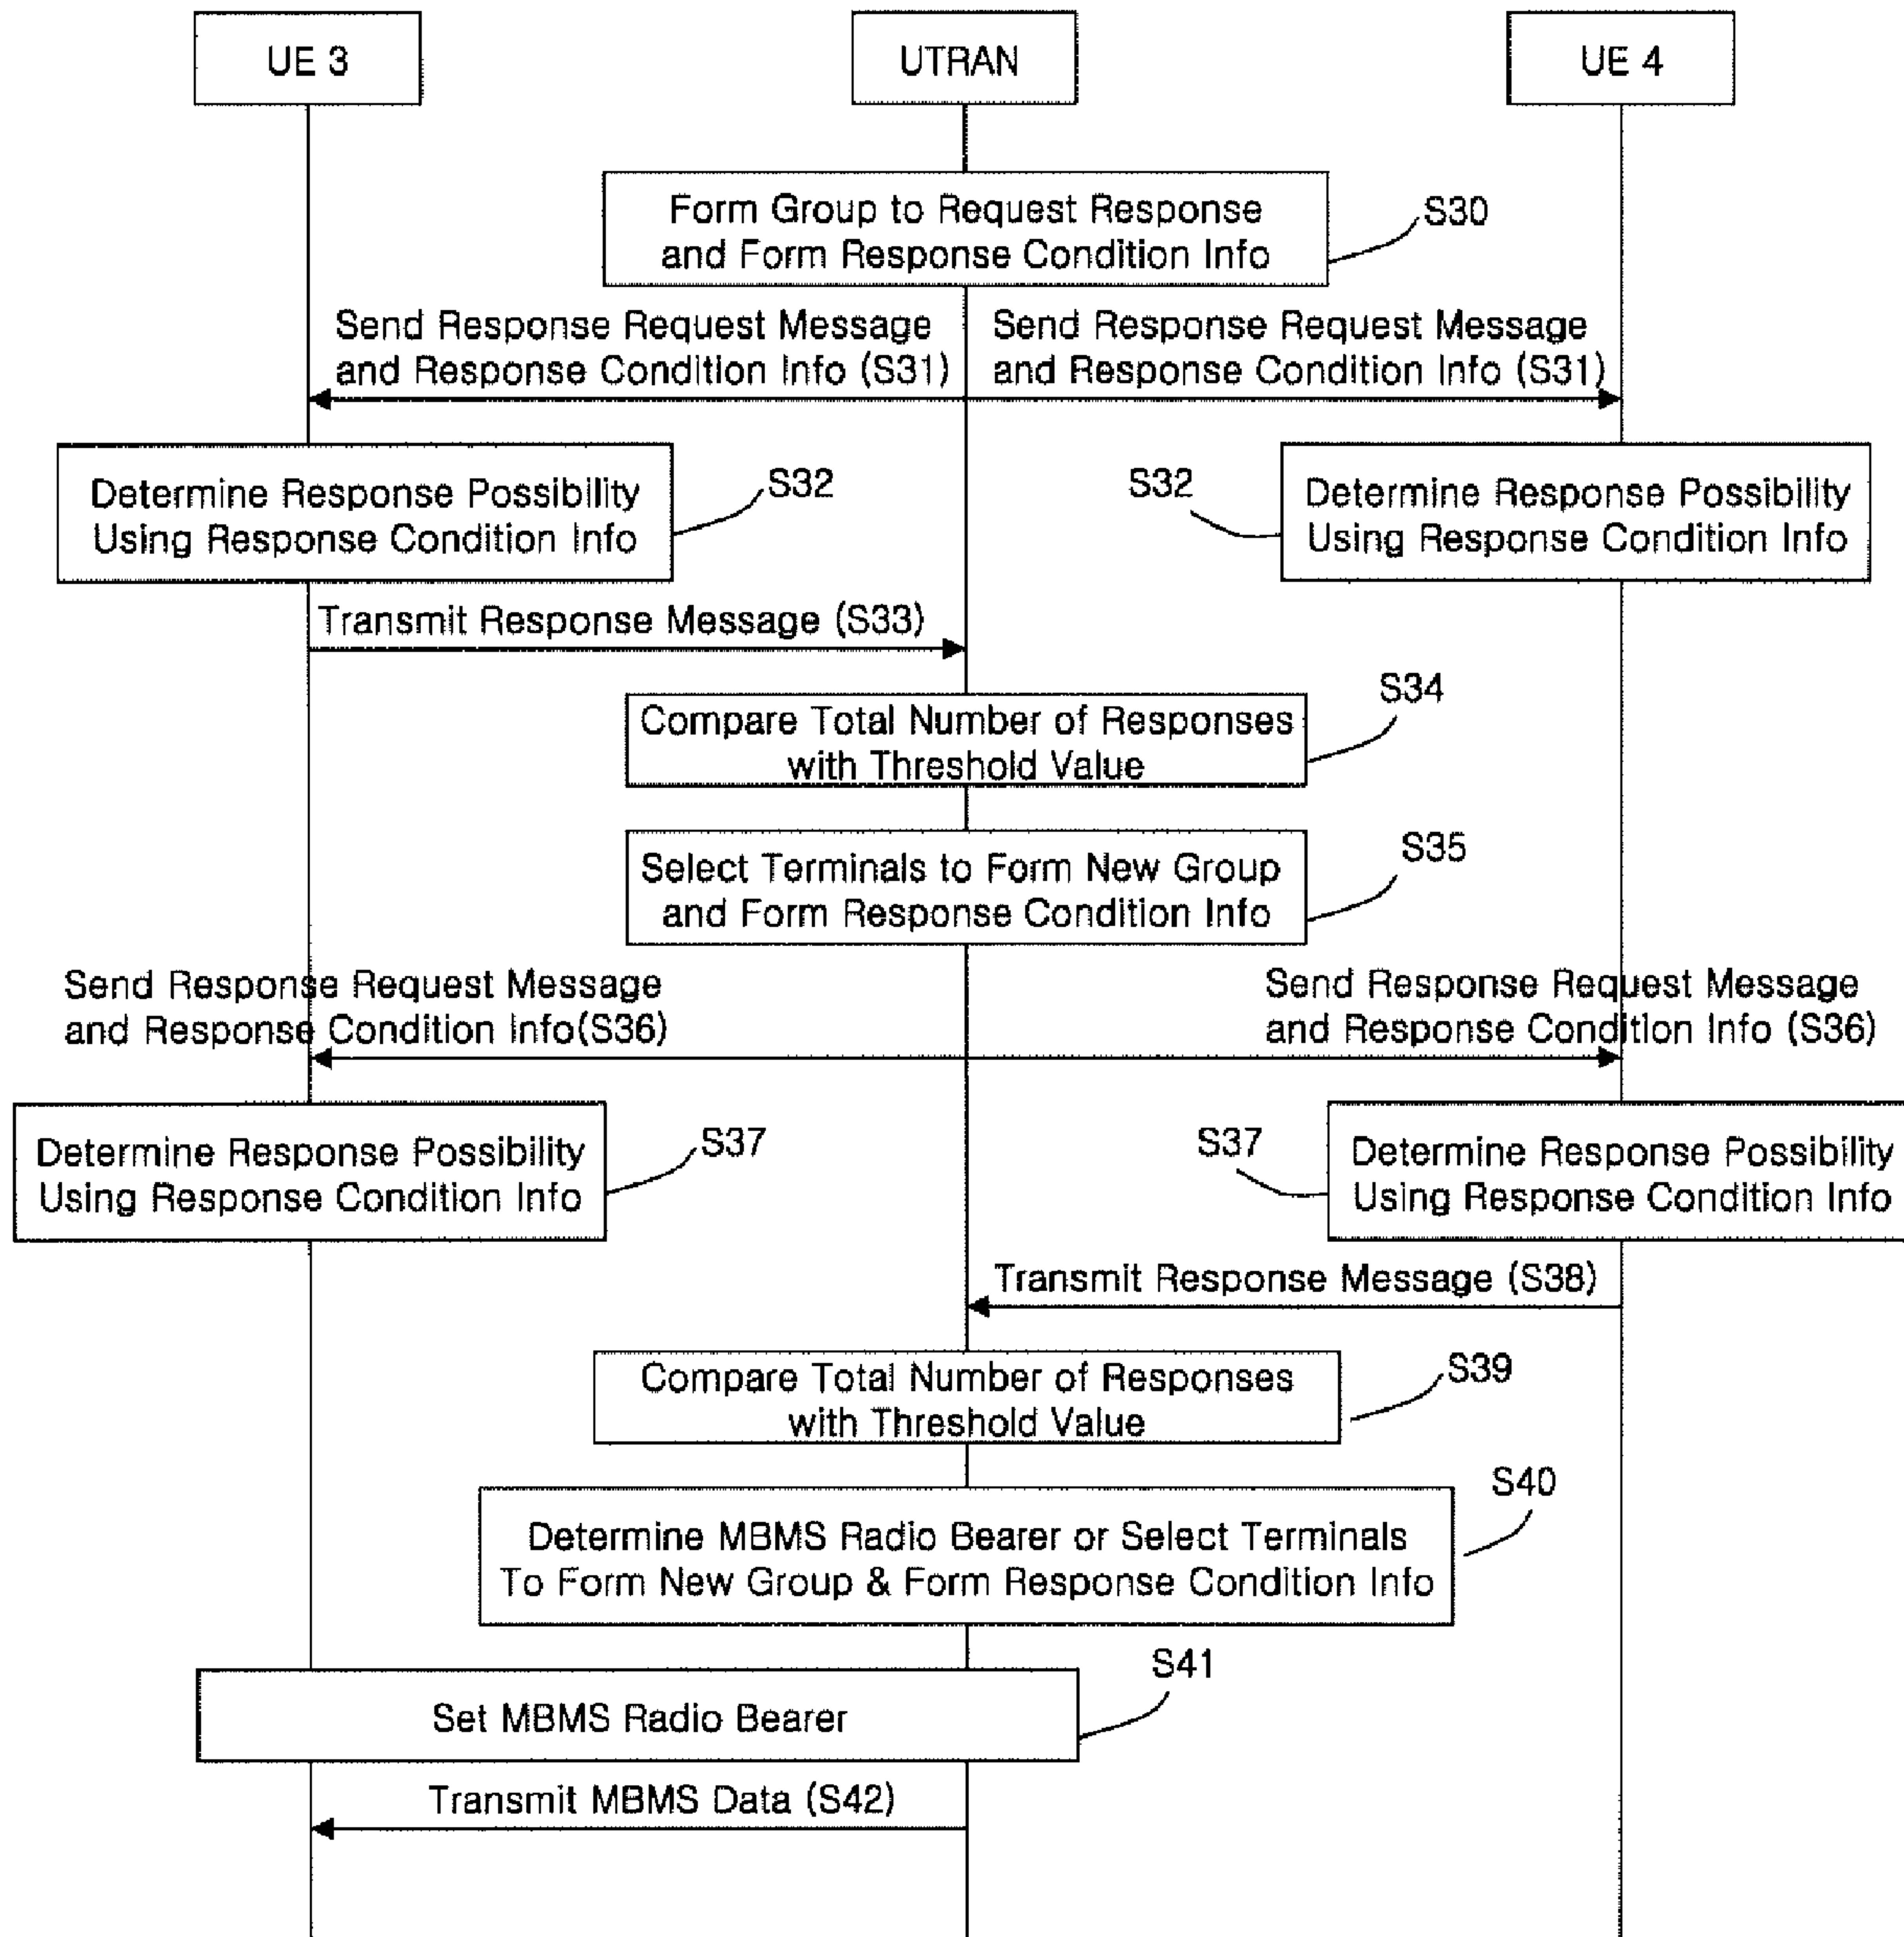 UE 3
UTRAN
UE 4
Form Group to Request Response
and Form Response Condition Info
S30
Send Response Request Message
and Response Condition Info (S31)
Send Response Request Message
and Response Condition Info (S31)
Determine Response Possibility
Using Response Condition Info
S32
S32
Determine Response Possibility
Using Response Condition Info
Transmit Response Message (S33)
Compare Total Number of Responses
with Threshold Value
S34
Select Terminals to Form New Group
and Form Response Condition Info
S35
Send Response Request Message
and Response Condition Info(S36)
Send Response Request Message
and Response Condition Info (S36)
Determine Response Possibility
Using Response Condition Info
S37
S37
Determine Response Possibility
Using Response Condition Info
Transmit Response Message (S38)
Compare Total Number of Responses
with Threshold Value
S39
Determine MBMS Radio Bearer or Select Terminals
To Form New Group & Form Response Condition Info
S40
Set MBMS Radio Bearer
S41
Transmit MBMS Data (S42)